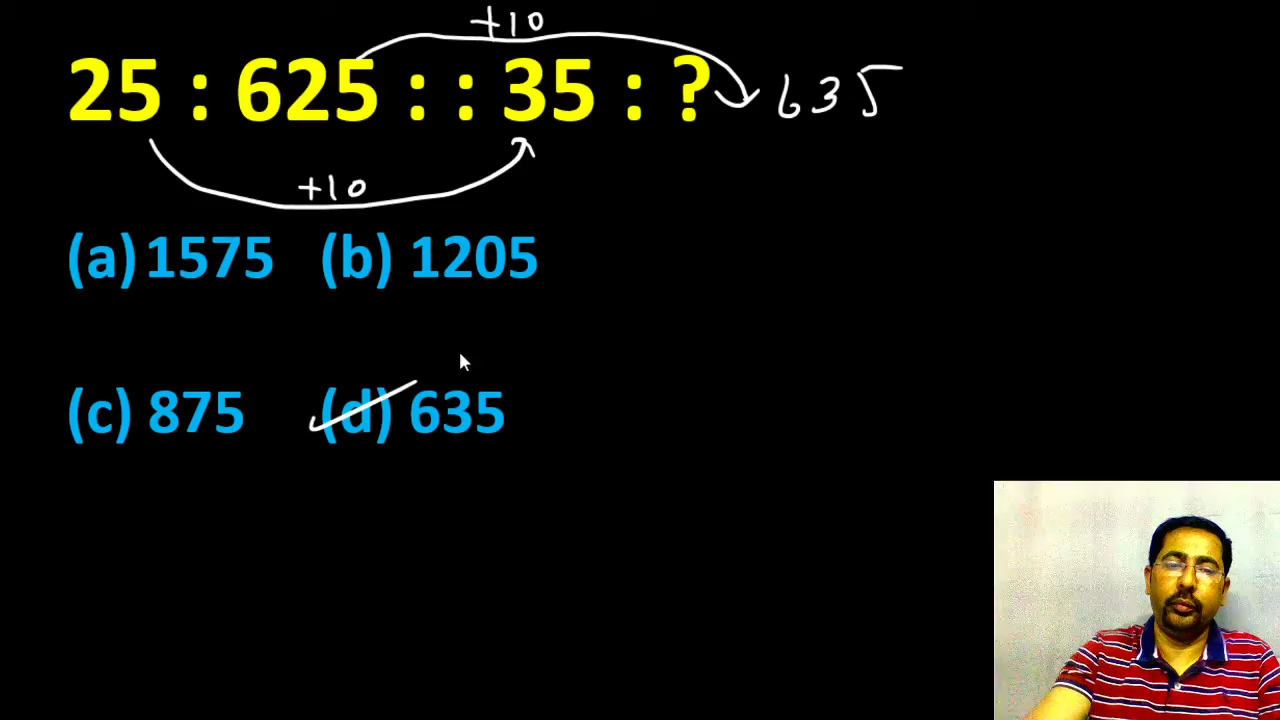 +10
25 : 625 : : 35 : ? 635
+10
(a) 1575 (b) 1205
(c) 875 (d) 635